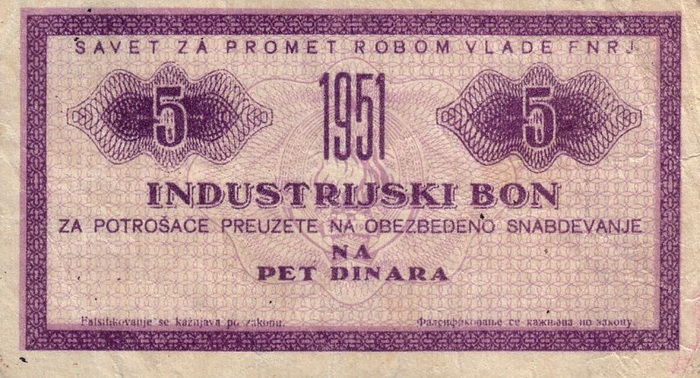 SAVET ZA PROMET ROBOM VLADE FNRJ
5 1951 5
INDUSTRIJSKI BON
ZA POTROŠAČE PREUZETE NA OBEZBEĐENO SNABDEVANJE
NA
PET DINARA
Falsifikovanje se kažnjava po zakonu. Фалсификовање се кажњава по закону.